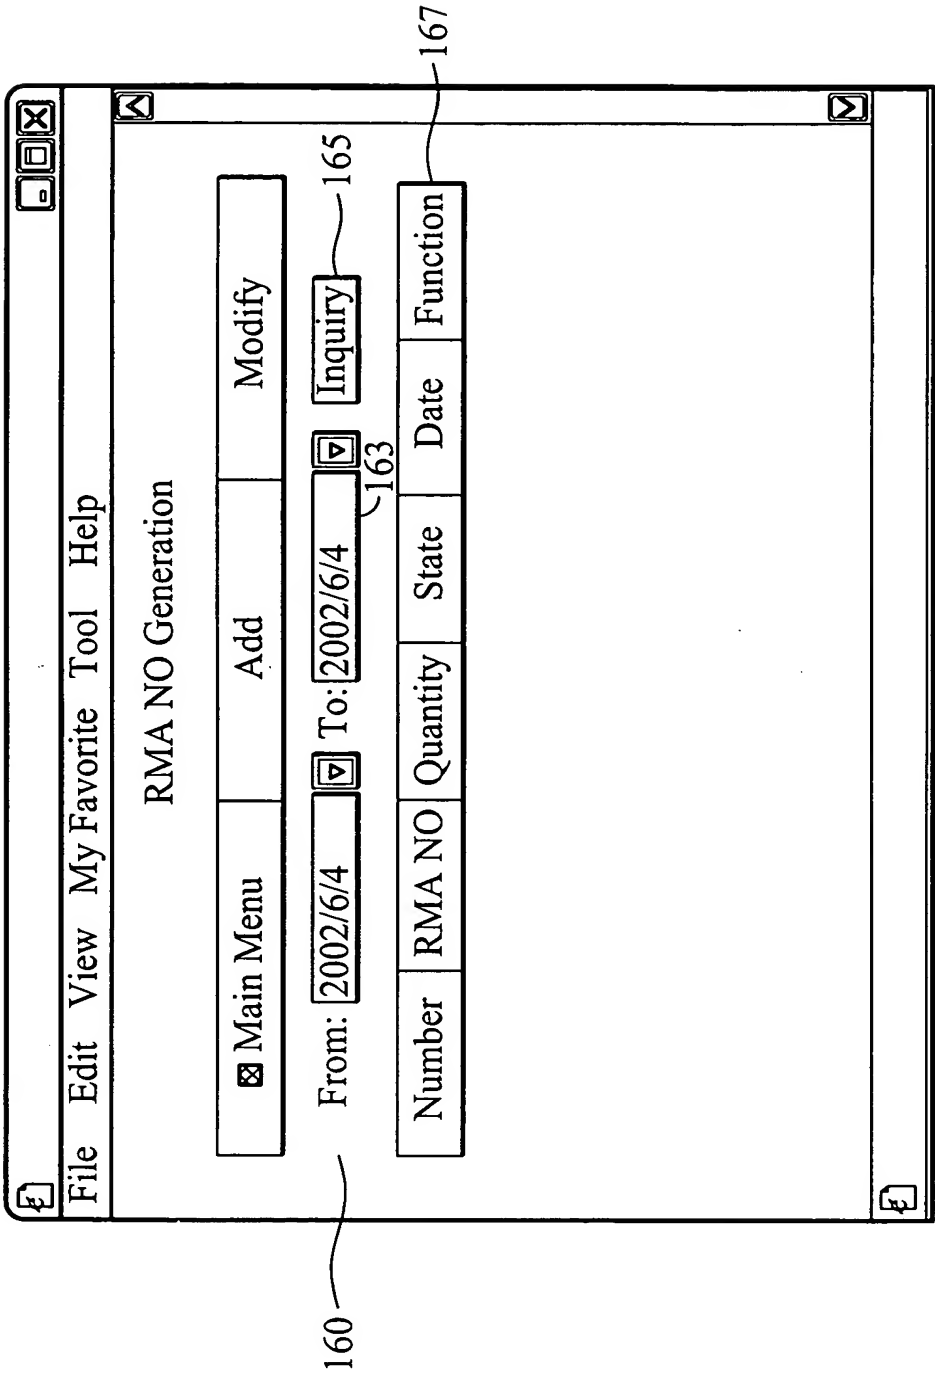 File Edit View My Favorite Tool Help
RMA NO Generation
Main Menu Add Modify
160
From: 2002/6/4 To: 2002/6/4 Inquiry
165
163
Number RMA NO Quantity State Date Function
167